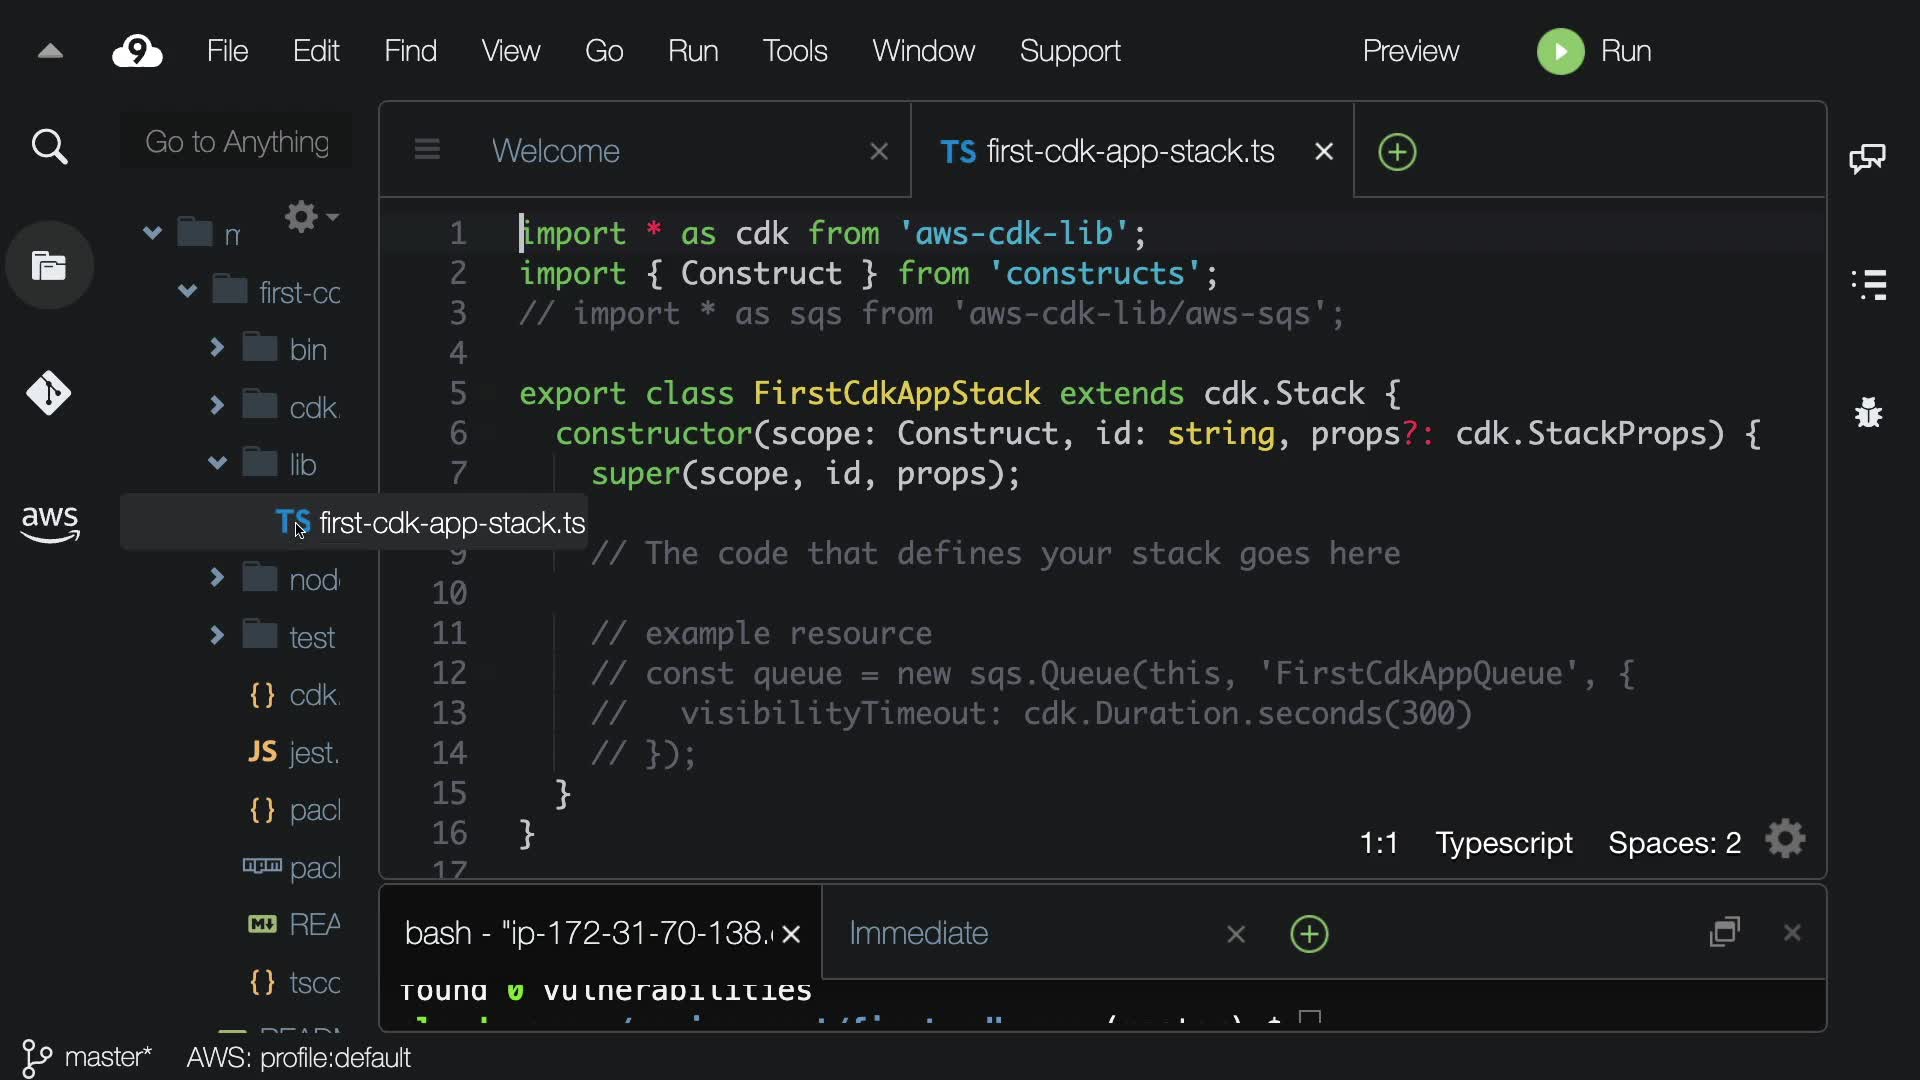 9 File Edit Find View Go Run Tools Window Support Preview Run
Go to Anything
Welcome
TS first-cdk-app-stack.ts
m
first-cc
bin
cdk.
lib
TS first-cdk-app-stack.ts
node
test
{} cdk.
JS jest.
{} pack
npm pack
M↓ REA
{} tscc
aws
1 import * as cdk from 'aws-cdk-lib';
2 import { Construct } from 'constructs';
3 // import * as sqs from 'aws-cdk-lib/aws-sqs';
4
5 export class FirstCdkAppStack extends cdk.Stack {
6 constructor(scope: Construct, id: string, props?: cdk.StackProps) {
7 super(scope, id, props);
9 // The code that defines your stack goes here
10
11 // example resource
12 // const queue = new sqs.Queue(this, 'FirstCdkAppQueue', {
13 //   visibilityTimeout: cdk.Duration.seconds(300)
14 // });
15 }
16 }
17
1:1 Typescript Spaces: 2
bash - "ip-172-31-70-138.
Immediate
found 0 vulnerabilities
master* AWS: profile:default